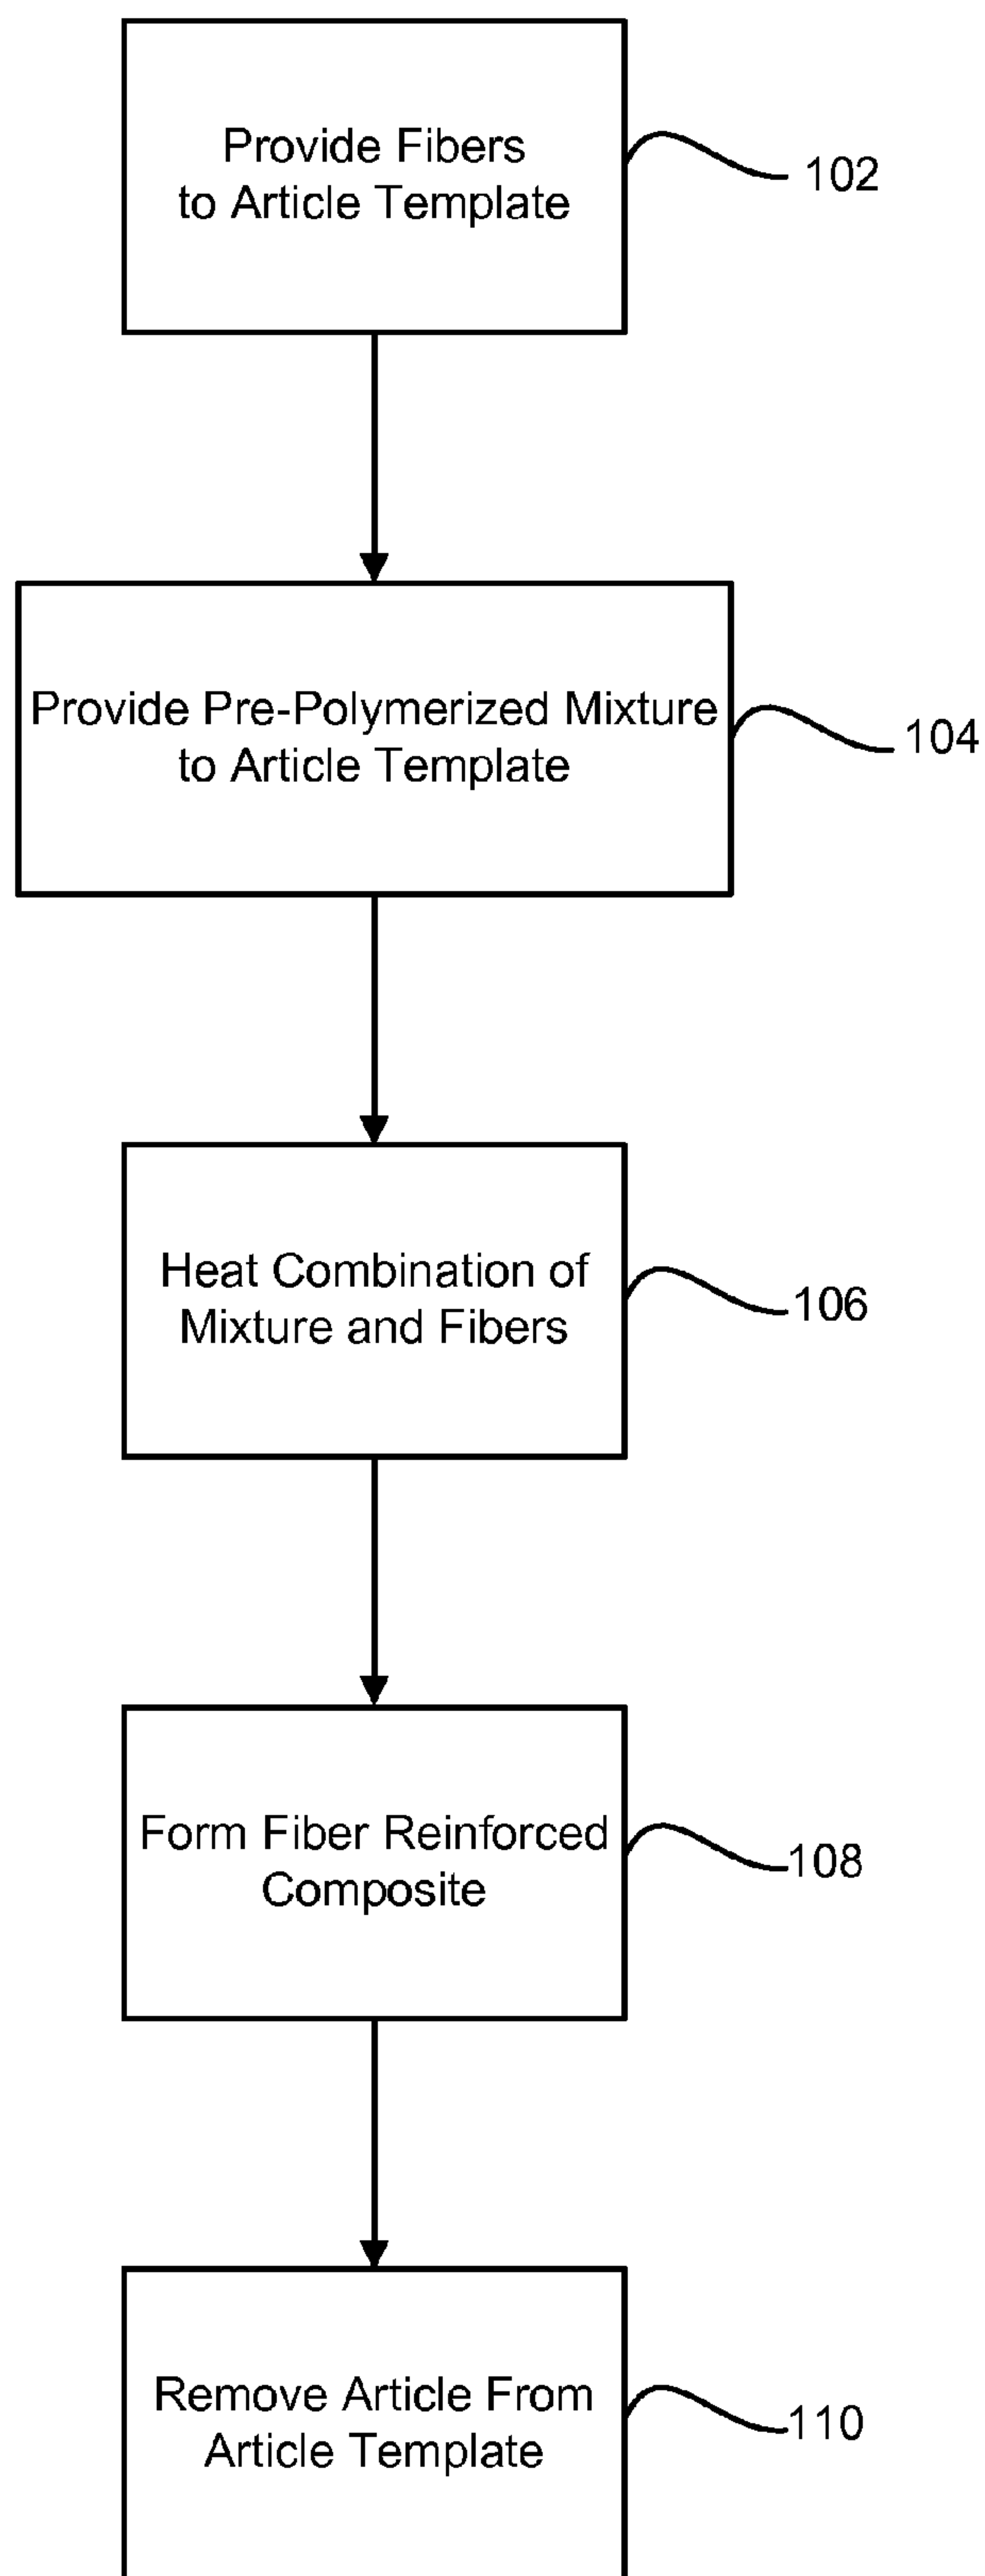 Provide Fibers
to Article Template
102
Provide Pre-Polymerized Mixture
to Article Template
104
Heat Combination of
Mixture and Fibers
106
Form Fiber Reinforced
Composite
108
Remove Article From
Article Template
110